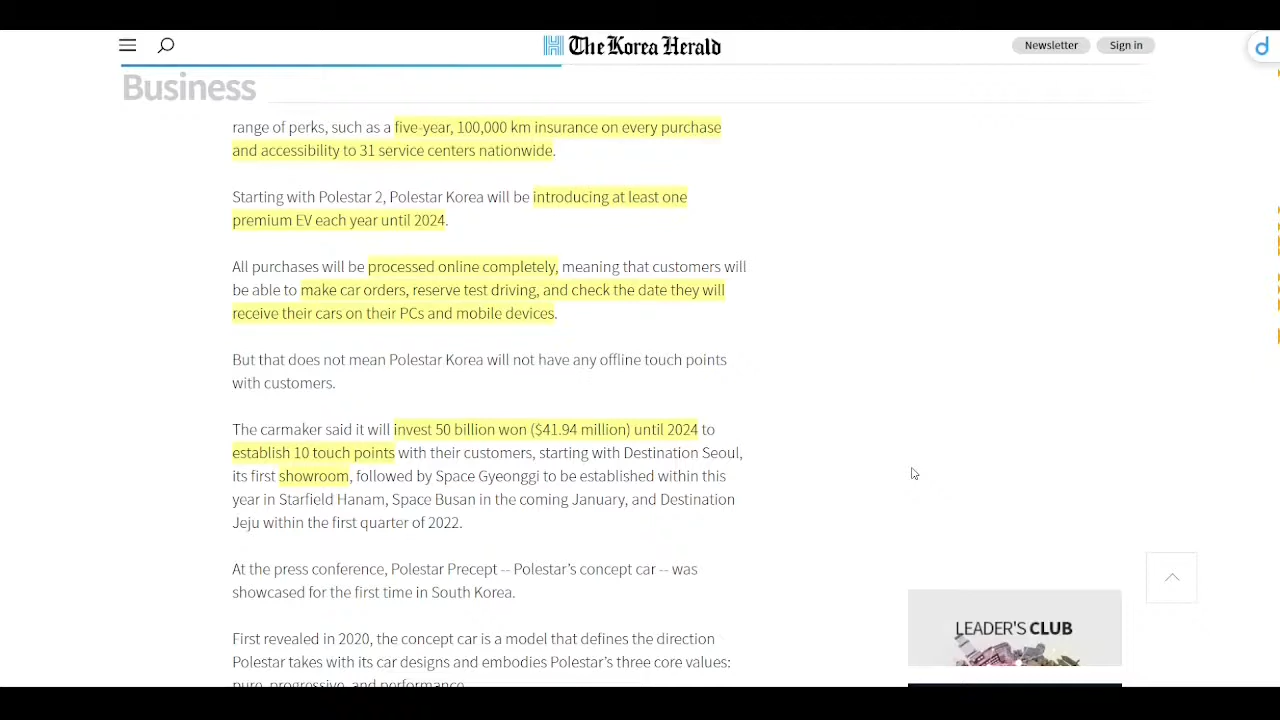 The Korea Herald
Newsletter
Sign in
d
Business
range of perks, such as a five-year, 100,000 km insurance on every purchase
and accessibility to 31 service centers nationwide.
Starting with Polestar 2, Polestar Korea will be introducing at least one
premium EV each year until 2024.
All purchases will be processed online completely, meaning that customers will
be able to make car orders, reserve test driving, and check the date they will
receive their cars on their PCs and mobile devices.
But that does not mean Polestar Korea will not have any offline touch points
with customers.
The carmaker said it will invest 50 billion won ($41.94 million) until 2024 to
establish 10 touch points with their customers, starting with Destination Seoul,
its first showroom, followed by Space Gyeonggi to be established within this
year in Starfield Hanam, Space Busan in the coming January, and Destination
Jeju within the first quarter of 2022.
At the press conference, Polestar Precept -- Polestar’s concept car -- was
showcased for the first time in South Korea.
First revealed in 2020, the concept car is a model that defines the direction
Polestar takes with its car designs and embodies Polestar’s three core values:
pure, progressive, and performance.
LEADER'S CLUB